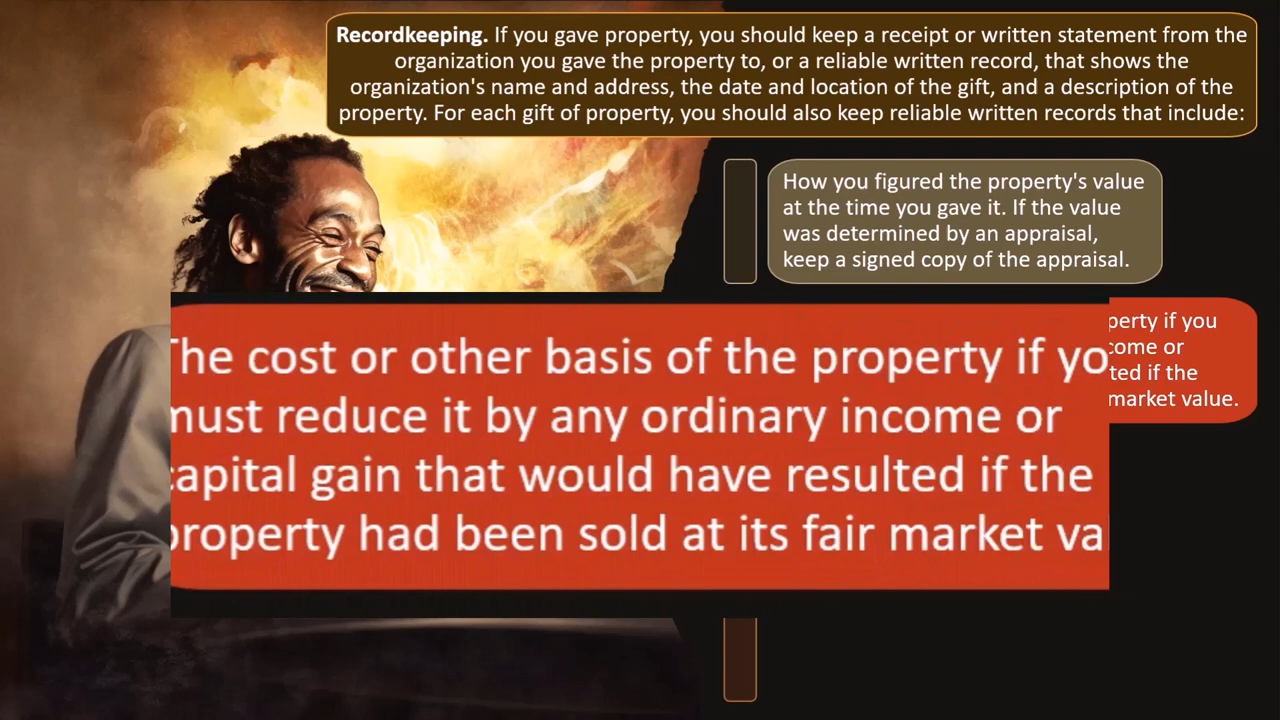 Recordkeeping. If you gave property, you should keep a receipt or written statement from the
organization you gave the property to, or a reliable written record, that shows the
organization's name and address, the date and location of the gift, and a description of the
property. For each gift of property, you should also keep reliable written records that include:
How you figured the property's value
at the time you gave it. If the value
was determined by an appraisal,
keep a signed copy of the appraisal.
The cost or other basis of the property if yo
must reduce it by any ordinary income or
capital gain that would have resulted if the
property had been sold at its fair market va
perty if you
come or
ted if the
market value.